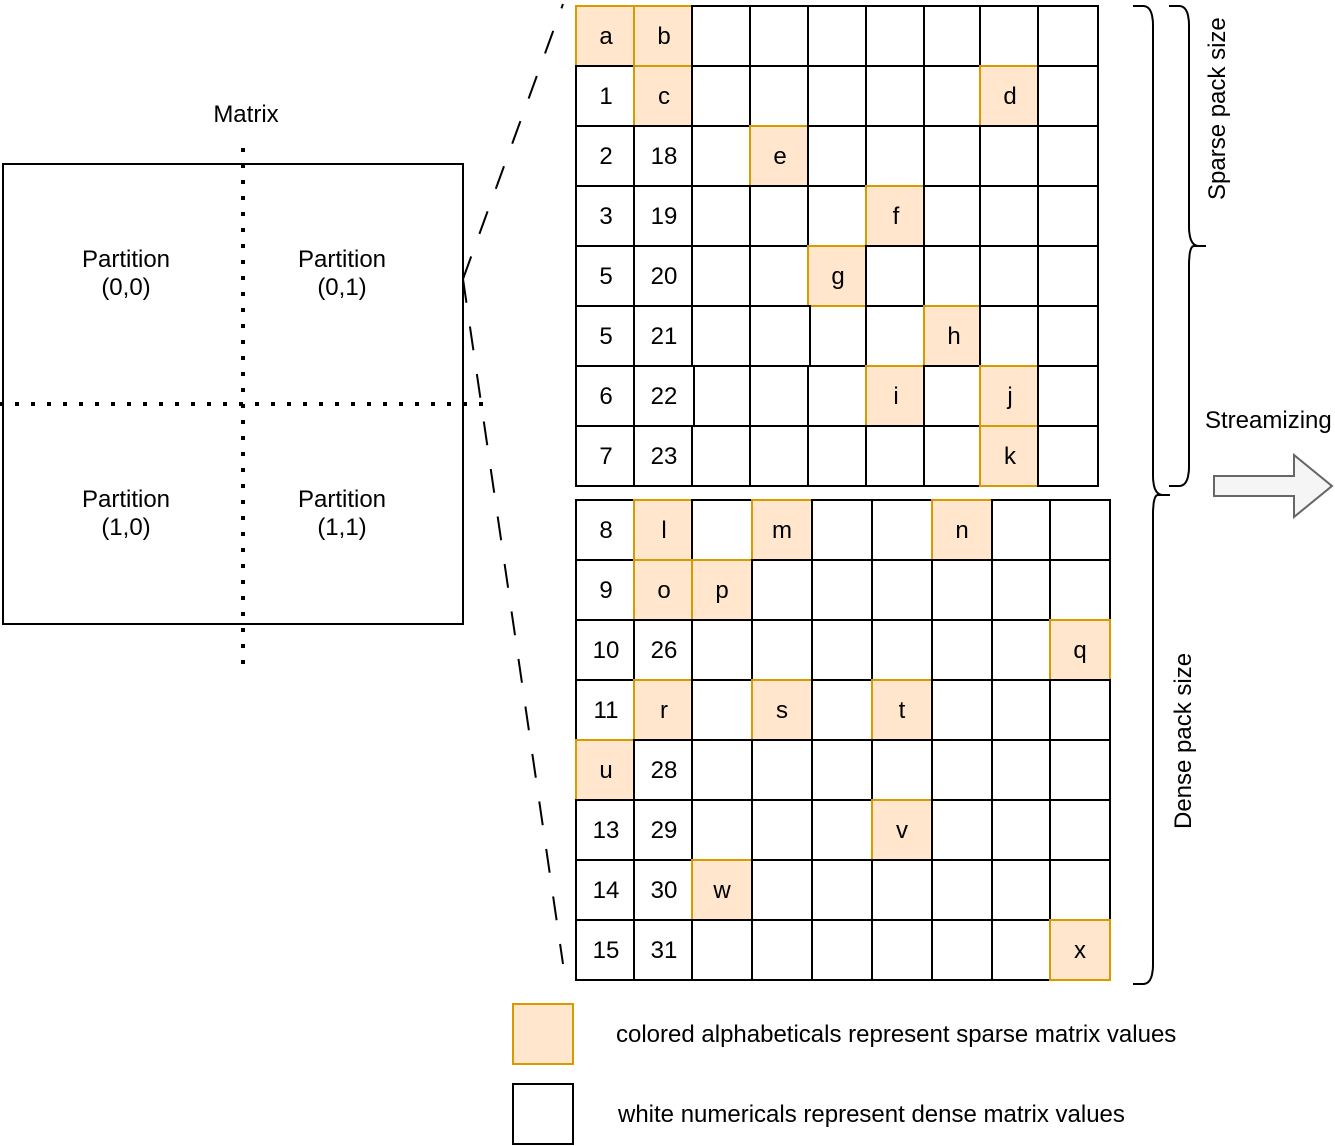 Matrix
Partition
(0,0)
Partition
(0,1)
Partition
(1,0)
Partition
(1,1)
a b
1 c d
2 18 e
3 19 f
5 20 g
5 21 h
6 22 i j
7 23 k
8 l m n
9 o p
10 26 q
11 r s t
u 28
13 29 v
14 30 w
15 31 x
Sparse pack size
Dense pack size
Streamizing
colored alphabeticals represent sparse matrix values
white numericals represent dense matrix values